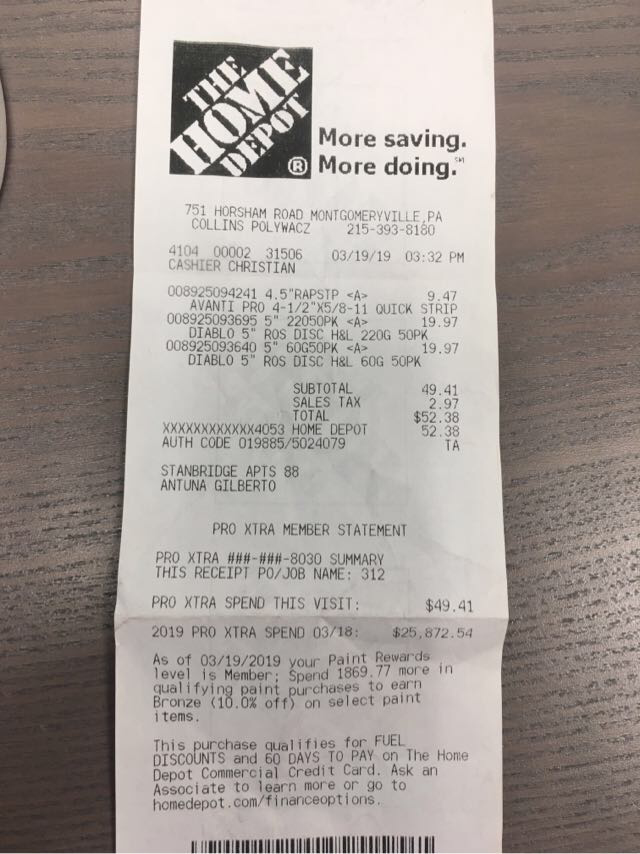 THE
HOME
DEPOT
®
More saving.
More doing.℠
751 HORSHAM ROAD MONTGOMERYVILLE,PA
COLLINS POLYWACZ 215-393-8180
4104 00002 31506 03/19/19 03:32 PM
CASHIER CHRISTIAN
008925094241 4.5"RAPSTP <A> 9.47
AVANTI PRO 4-1/2"X5/8-11 QUICK STRIP
008925093695 5" 22050PK <A> 19.97
DIABLO 5" ROS DISC H&L 220G 50PK
008925093640 5" 60G50PK <A> 19.97
DIABLO 5" ROS DISC H&L 60G 50PK
SUBTOTAL 49.41
SALES TAX 2.97
TOTAL $52.38
XXXXXXXXXXXX4053 HOME DEPOT 52.38
AUTH CODE 019885/5024079 TA
STANBRIDGE APTS 88
ANTUNA GILBERTO
PRO XTRA MEMBER STATEMENT
PRO XTRA ###-###-8030 SUMMARY
THIS RECEIPT PO/JOB NAME: 312
PRO XTRA SPEND THIS VISIT: $49.41
2019 PRO XTRA SPEND 03/18: $25,872.54
As of 03/19/2019 your Paint Rewards
level is Member; Spend 1869.77 more in
qualifying paint purchases to earn
Bronze (10.0% off) on select paint
items.
This purchase qualifies for FUEL
DISCOUNTS and 60 DAYS TO PAY on The Home
Depot Commercial Credit Card. Ask an
Associate to learn more or go to
homedepot.com/financeoptions.